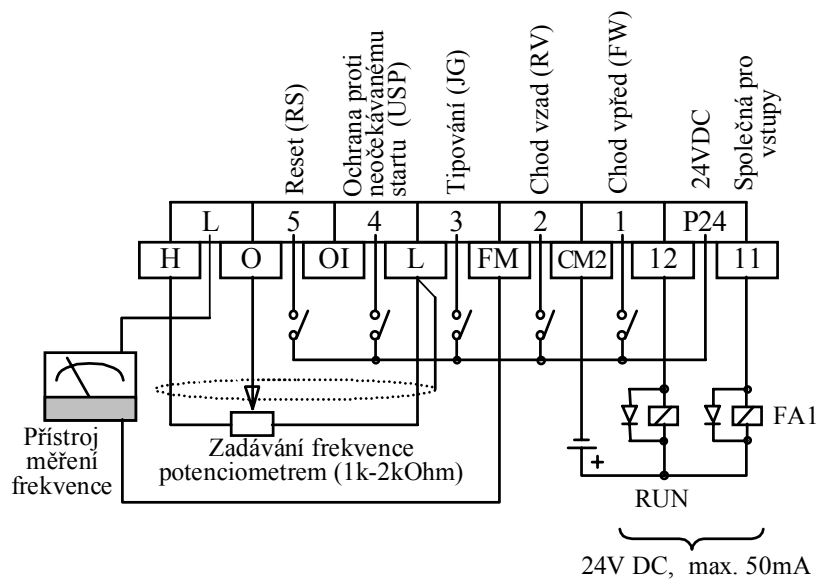 Reset (RS)
Ochrana proti
neočekávanému
startu (USP)
Tipování (JG)
Chod vzad (RV)
Chod vpřed (FW)
24VDC
Společná pro
vstupy
L 5 4 3 2 1 P24
H O OI L FM CM2 12 11
Přístroj
měření
frekvence
Zadávání frekvence
potenciometrem (1k-2kOhm)
+
FA1
RUN
24V DC, max. 50mA